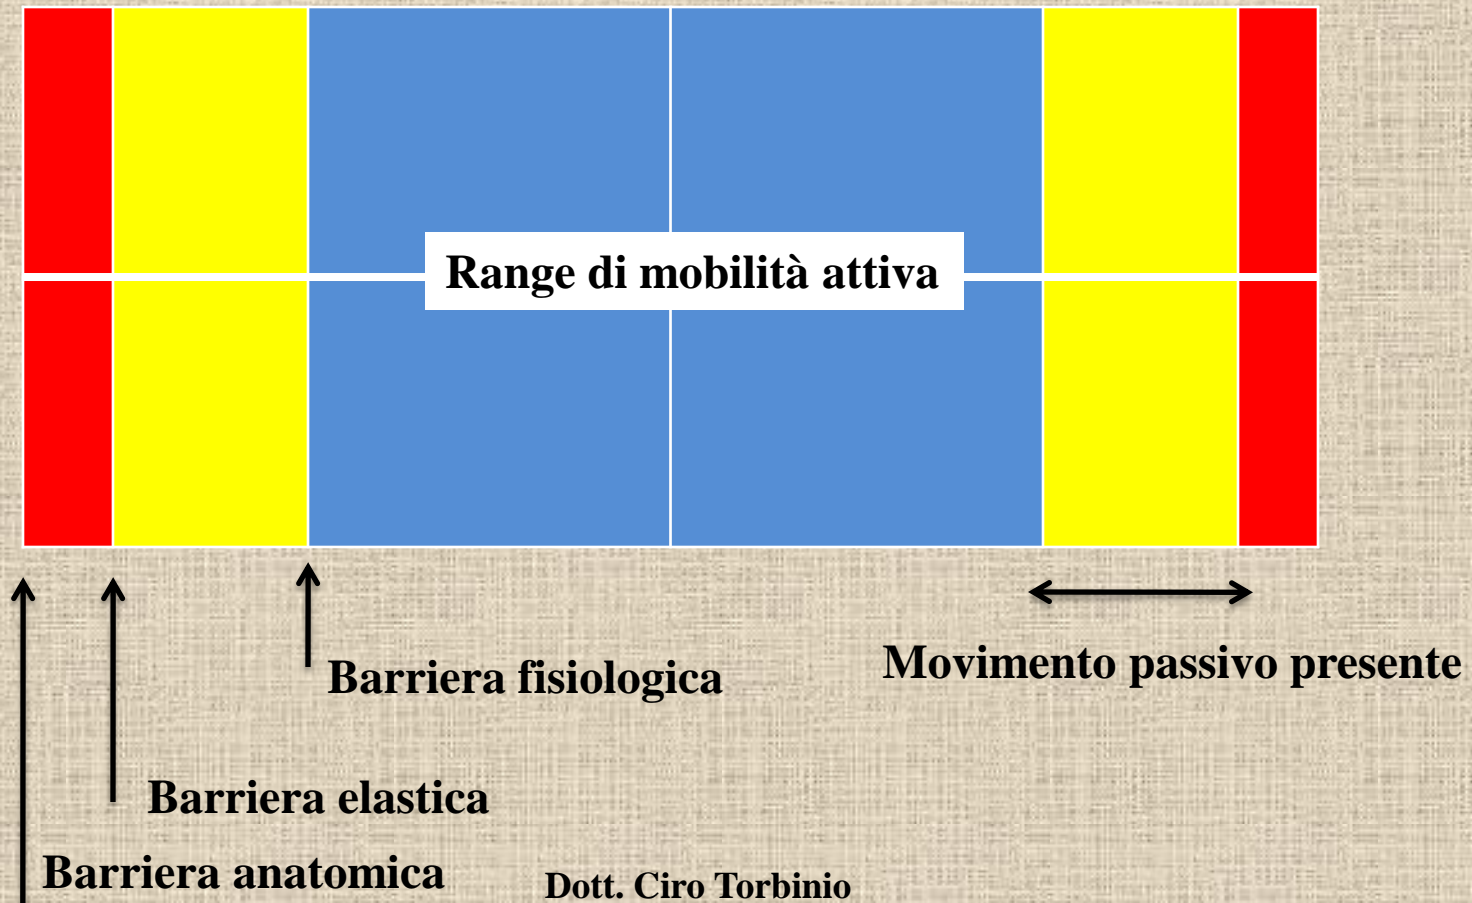 Range di mobilità attiva
Movimento passivo presente
Barriera fisiologica
Barriera elastica
Barriera anatomica
Dott. Ciro Torbinio